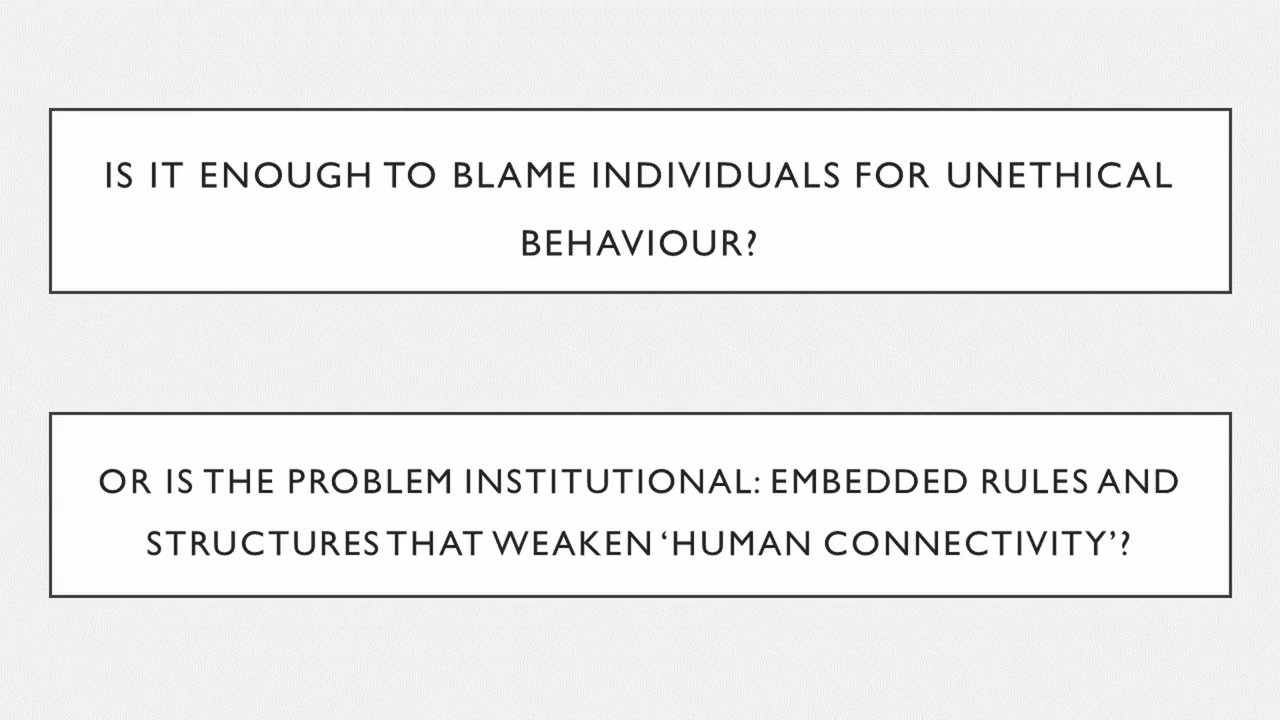 IS IT ENOUGH TO BLAME INDIVIDUALS FOR UNETHICAL
BEHAVIOUR?
OR IS THE PROBLEM INSTITUTIONAL: EMBEDDED RULES AND
STRUCTURES THAT WEAKEN ‘HUMAN CONNECTIVITY’?